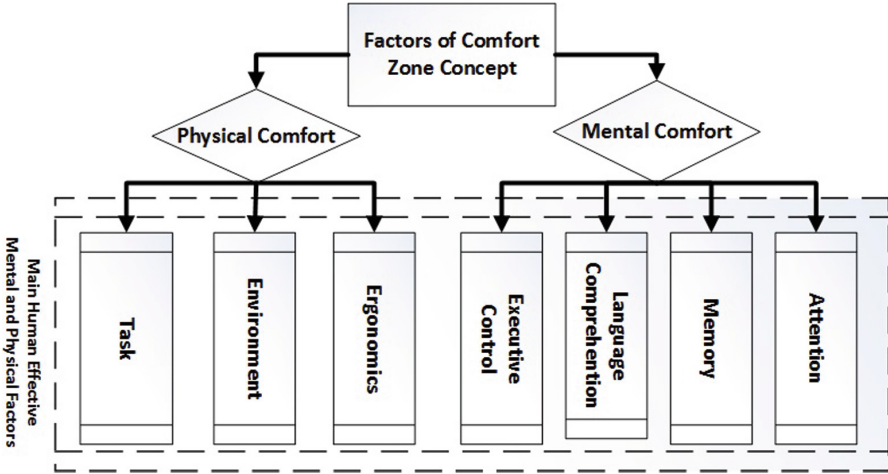 Factors of Comfort
Zone Concept
Physical Comfort
Mental Comfort
Main Human Effective
Mental and Physical Factors
Task
Environment
Ergonomics
Executive
Control
Language
Comprehention
Memory
Attention